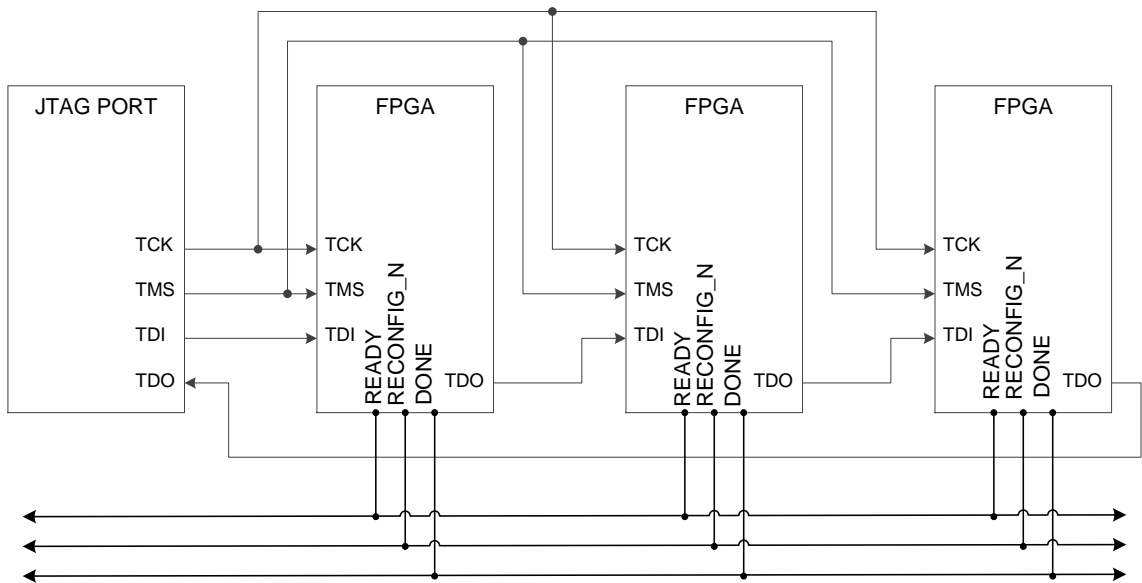 JTAG PORT
TCK
TMS
TDI
TDO
FPGA
TCK
TMS
TDI
READY
RECONFIG_N
DONE
TDO
FPGA
TCK
TMS
TDI
READY
RECONFIG_N
DONE
TDO
FPGA
TCK
TMS
TDI
READY
RECONFIG_N
DONE
TDO